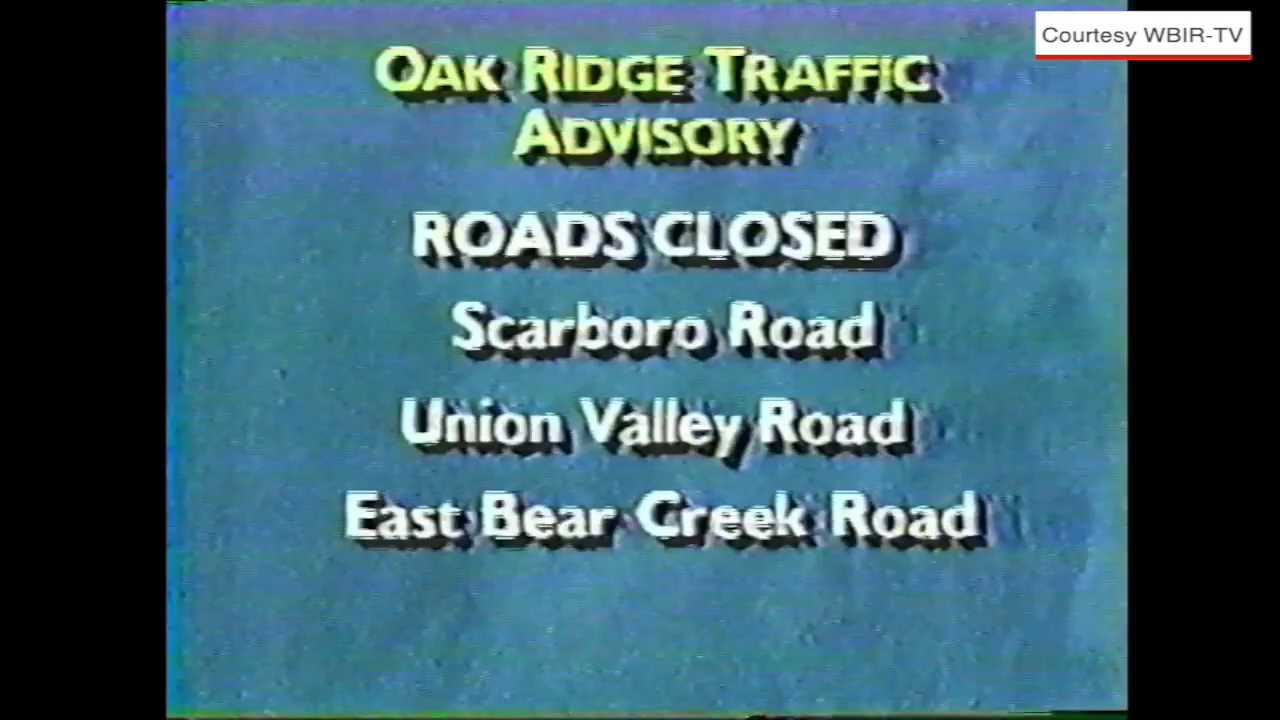 Courtesy WBIR-TV
OAK RIDGE TRAFFIC
ADVISORY
ROADS CLOSED
Scarboro Road
Union Valley Road
East Bear Creek Road